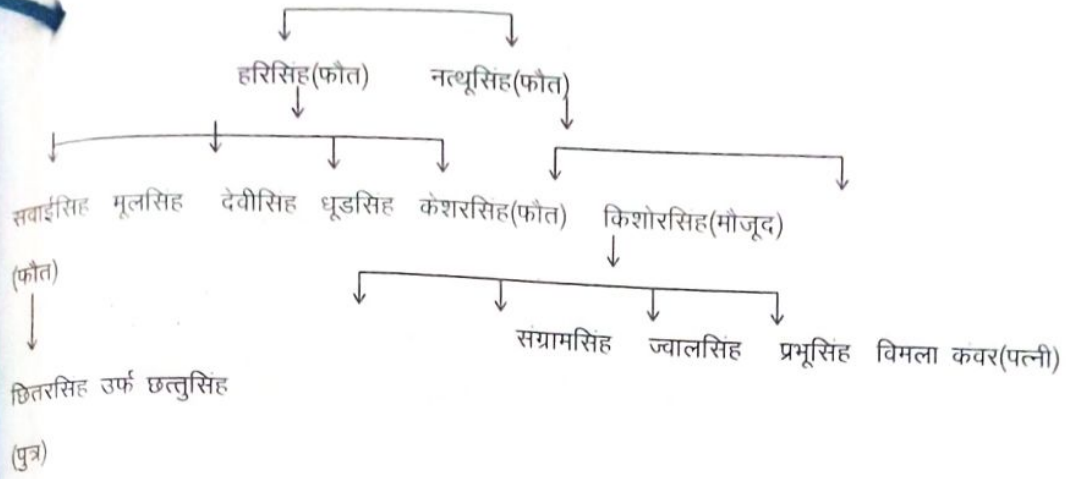 हरिसिंह(फौत) नत्थूसिंह(फौत)
सवाईसिह मूलसिह देवीसिह धूडसिह केशरसिह(फौत) किशोरसिह(मौजूद)
(फौत)
संग्रामसिह ज्वालसिह प्रभूसिह विमला कवर(पत्नी)
छितरसिह उर्फ छत्तुसिह
(पुत्र)